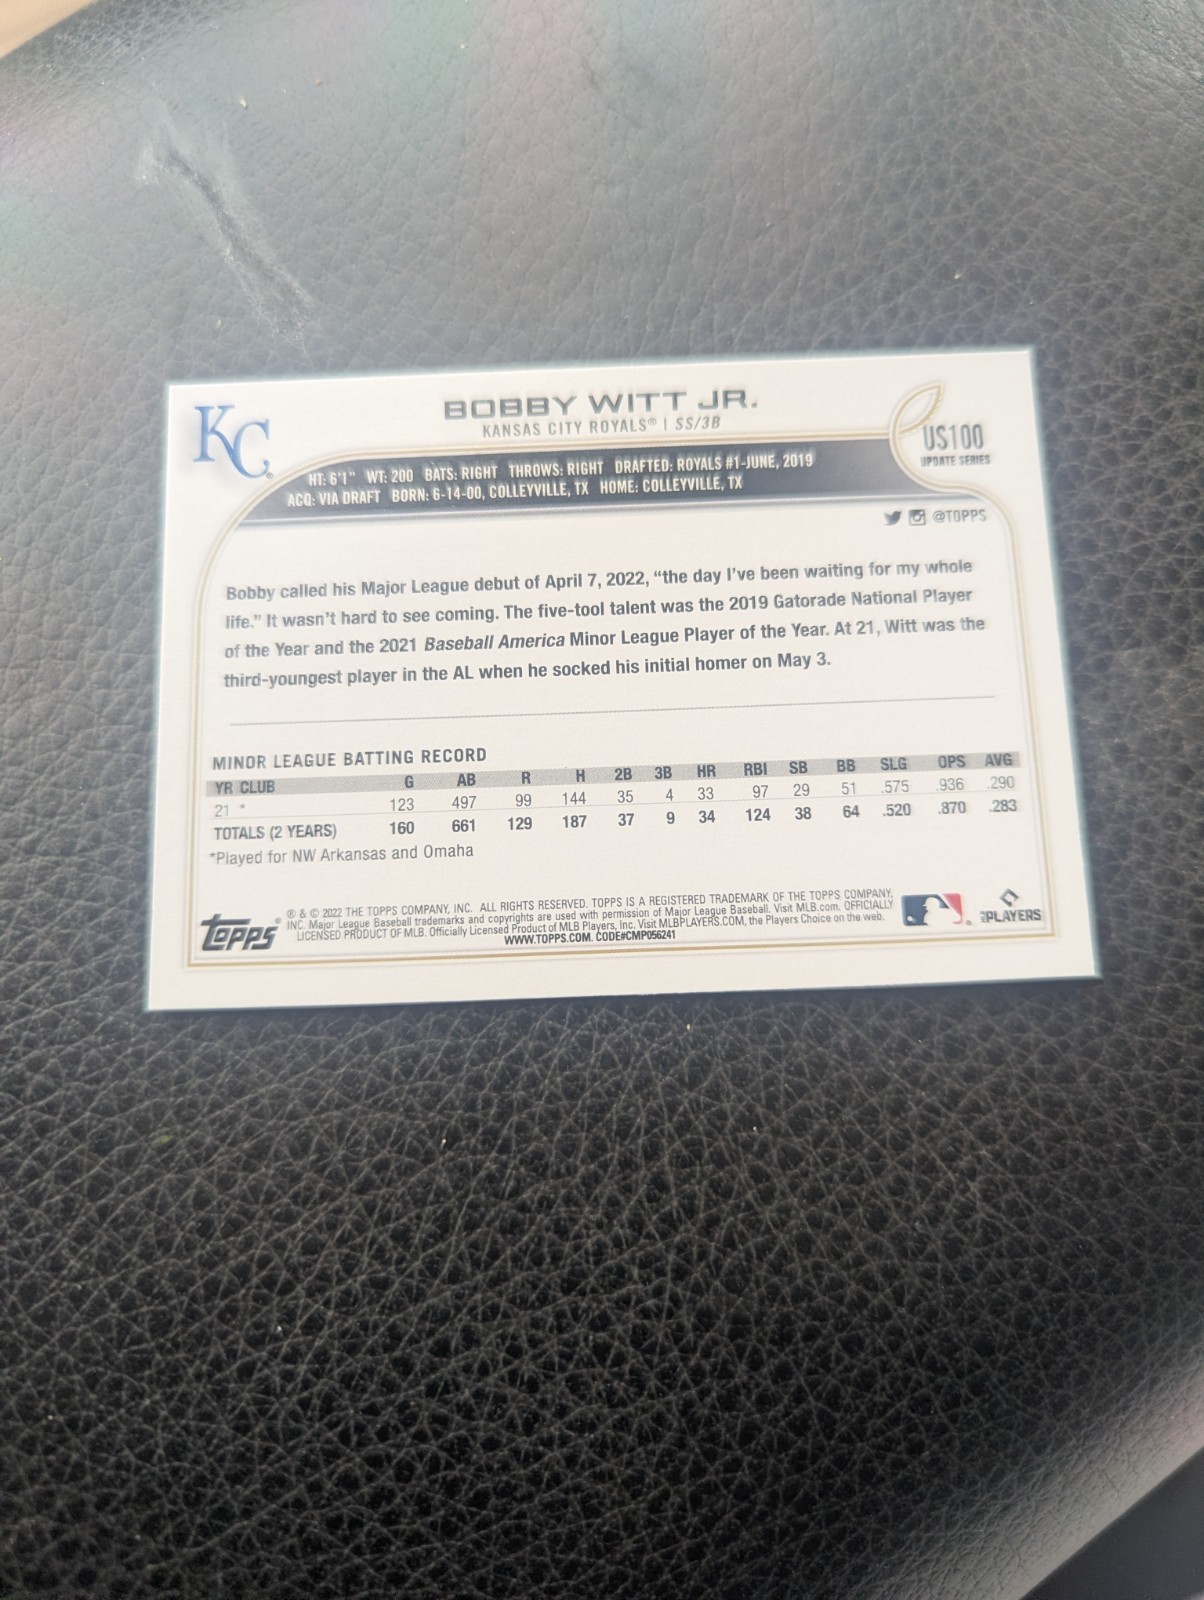 KC
BOBBY WITT JR.
KANSAS CITY ROYALS® | SS/3B
US100
UPDATE SERIES
HT: 6'1" WT: 200 BATS: RIGHT THROWS: RIGHT DRAFTED: ROYALS #1-JUNE, 2019
ACQ: VIA DRAFT BORN: 6-14-00, COLLEYVILLE, TX HOME: COLLEYVILLE, TX
@TOPPS
Bobby called his Major League debut of April 7, 2022, “the day I’ve been waiting for my whole
life.” It wasn’t hard to see coming. The five-tool talent was the 2019 Gatorade National Player
of the Year and the 2021 Baseball America Minor League Player of the Year. At 21, Witt was the
third-youngest player in the AL when he socked his initial homer on May 3.
MINOR LEAGUE BATTING RECORD
YR CLUB G AB R H 2B 3B HR RBI SB BB SLG OPS AVG
21 * 123 497 99 144 35 4 33 97 29 51 .575 .936 .290
TOTALS (2 YEARS) 160 661 129 187 37 9 34 124 38 64 .520 .870 .283
*Played for NW Arkansas and Omaha
TOPPS®
® & © 2022 THE TOPPS COMPANY, INC. ALL RIGHTS RESERVED. TOPPS IS A REGISTERED TRADEMARK OF THE TOPPS COMPANY,
INC. Major League Baseball trademarks and copyrights are used with permission of Major League Baseball. Visit MLB.com. OFFICIALLY
LICENSED PRODUCT OF MLB. Officially Licensed Product of MLB Players, Inc. Visit MLBPLAYERS.COM, the Players Choice on the web.
WWW.TOPPS.COM. CODE#CMP056241
MLB PLAYERS